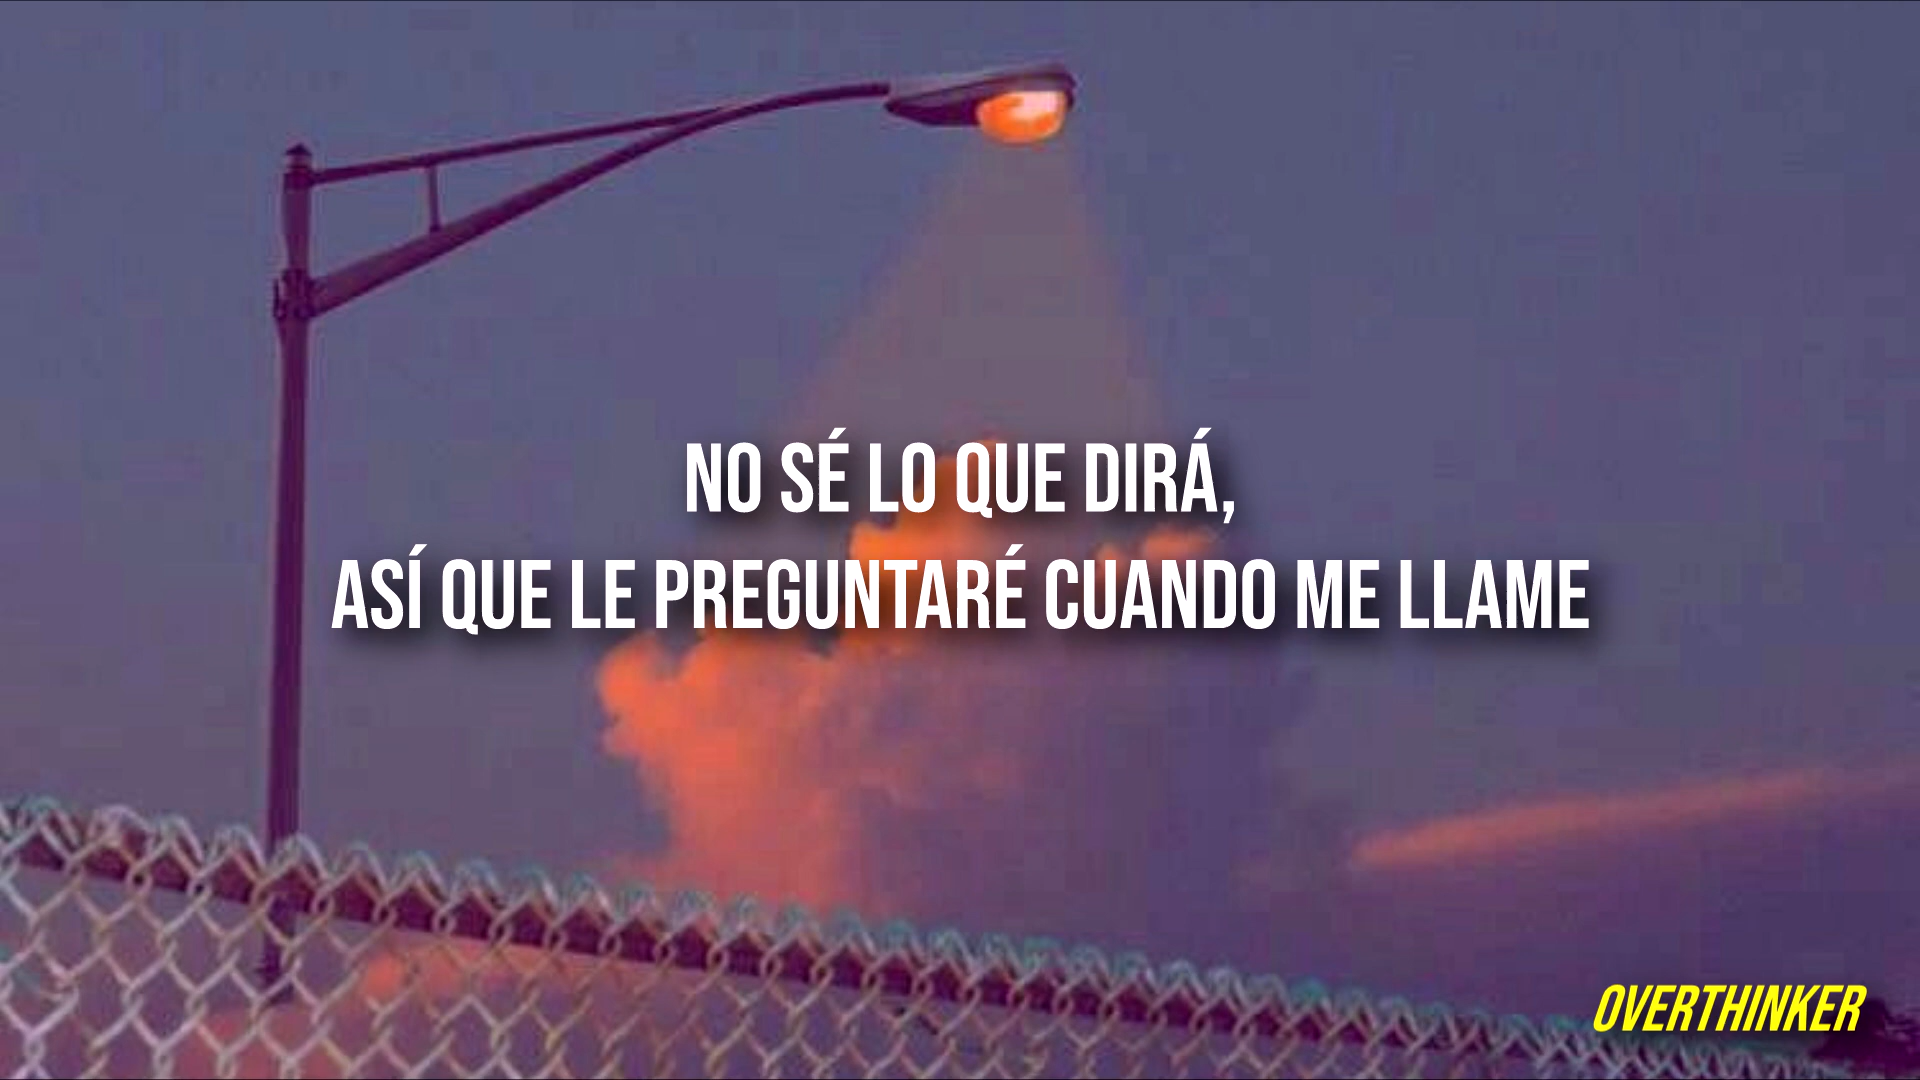 NO SÉ LO QUE DIRÁ,
ASÍ QUE LE PREGUNTARÉ CUANDO ME LLAME
OVERTHINKER